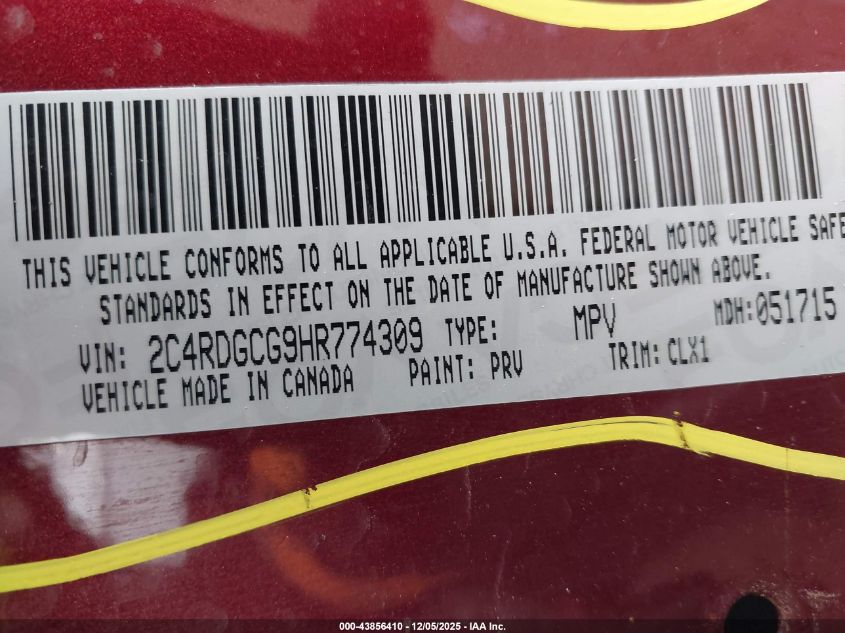 THIS VEHICLE CONFORMS TO ALL APPLICABLE U.S.A. FEDERAL MOTOR VEHICLE SAFE
STANDARDS IN EFFECT ON THE DATE OF MANUFACTURE SHOWN ABOVE.
VIN: 2C4RDGCG9HR774309 TYPE: MPV MDH:051715
VEHICLE MADE IN CANADA PAINT: PRV TRIM: CLX1
000-43856410 - 12/05/2025 - IAA Inc.